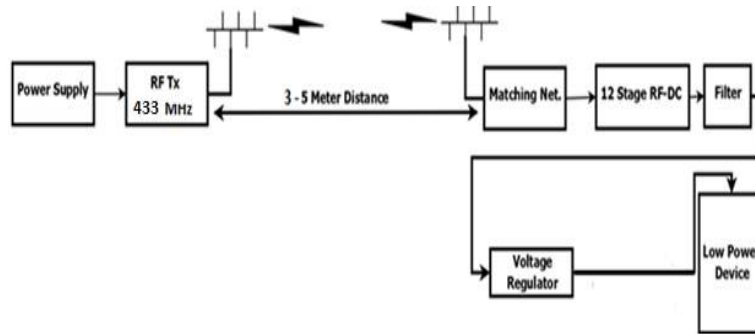 Power Supply
RF Tx
433 MHz
3 - 5 Meter Distance
Matching Net.
12 Stage RF-DC
Filter
Voltage
Regulator
Low Power
Device